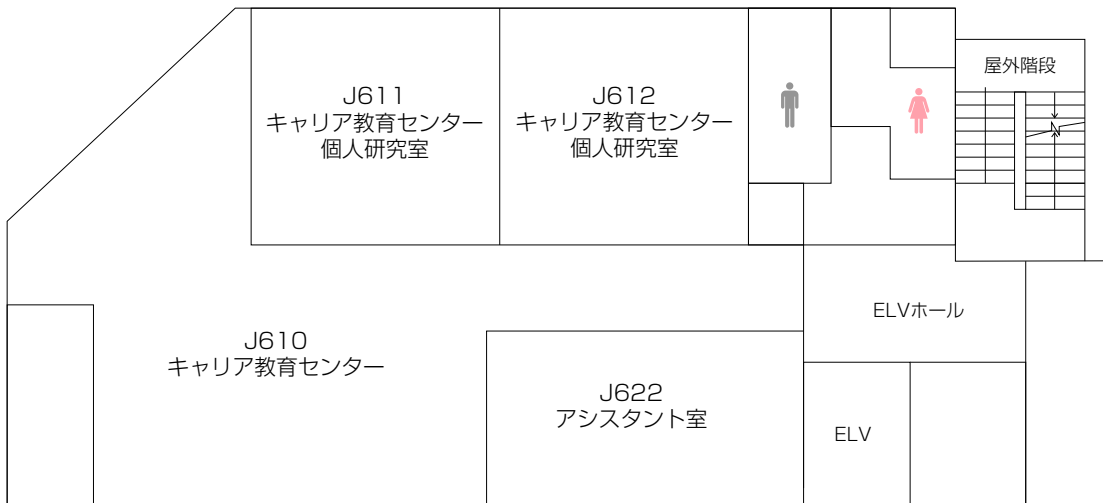 J611
キャリア教育センター
個人研究室
J612
キャリア教育センター
個人研究室
屋外階段
ELVホール
J610
キャリア教育センター
J622
アシスタント室
ELV